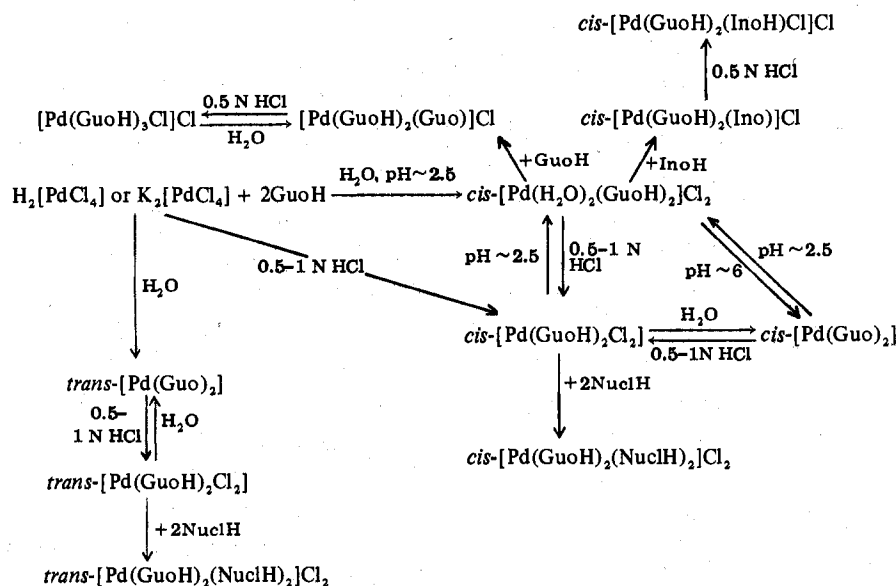 cis-[Pd(GuoH)₂(InoH)Cl]Cl
0.5 N HCl
0.5 N HCl
[Pd(GuoH)₃Cl]Cl [Pd(GuoH)₂(Guo)]Cl cis-[Pd(GuoH)₂(Ino)]Cl
H₂O
+GuoH +InoH
H₂O, pH~2.5
H₂[PdCl₄] or K₂[PdCl₄] + 2GuoH cis-[Pd(H₂O)₂(GuoH)₂]Cl₂
pH ~2.5 0.5–1 N
HCl
pH ~2.5
pH ~6
0.5–1 N HCl
H₂O
H₂O
cis-[Pd(GuoH)₂Cl₂] cis-[Pd(Guo)₂]
0.5–1N HCl
trans-[Pd(Guo)₂]
+2NuclH
0.5–
1 N HCl H₂O
cis-[Pd(GuoH)₂(NuclH)₂]Cl₂
trans-[Pd(GuoH)₂Cl₂]
+2NuclH
trans-[Pd(GuoH)₂(NuclH)₂]Cl₂